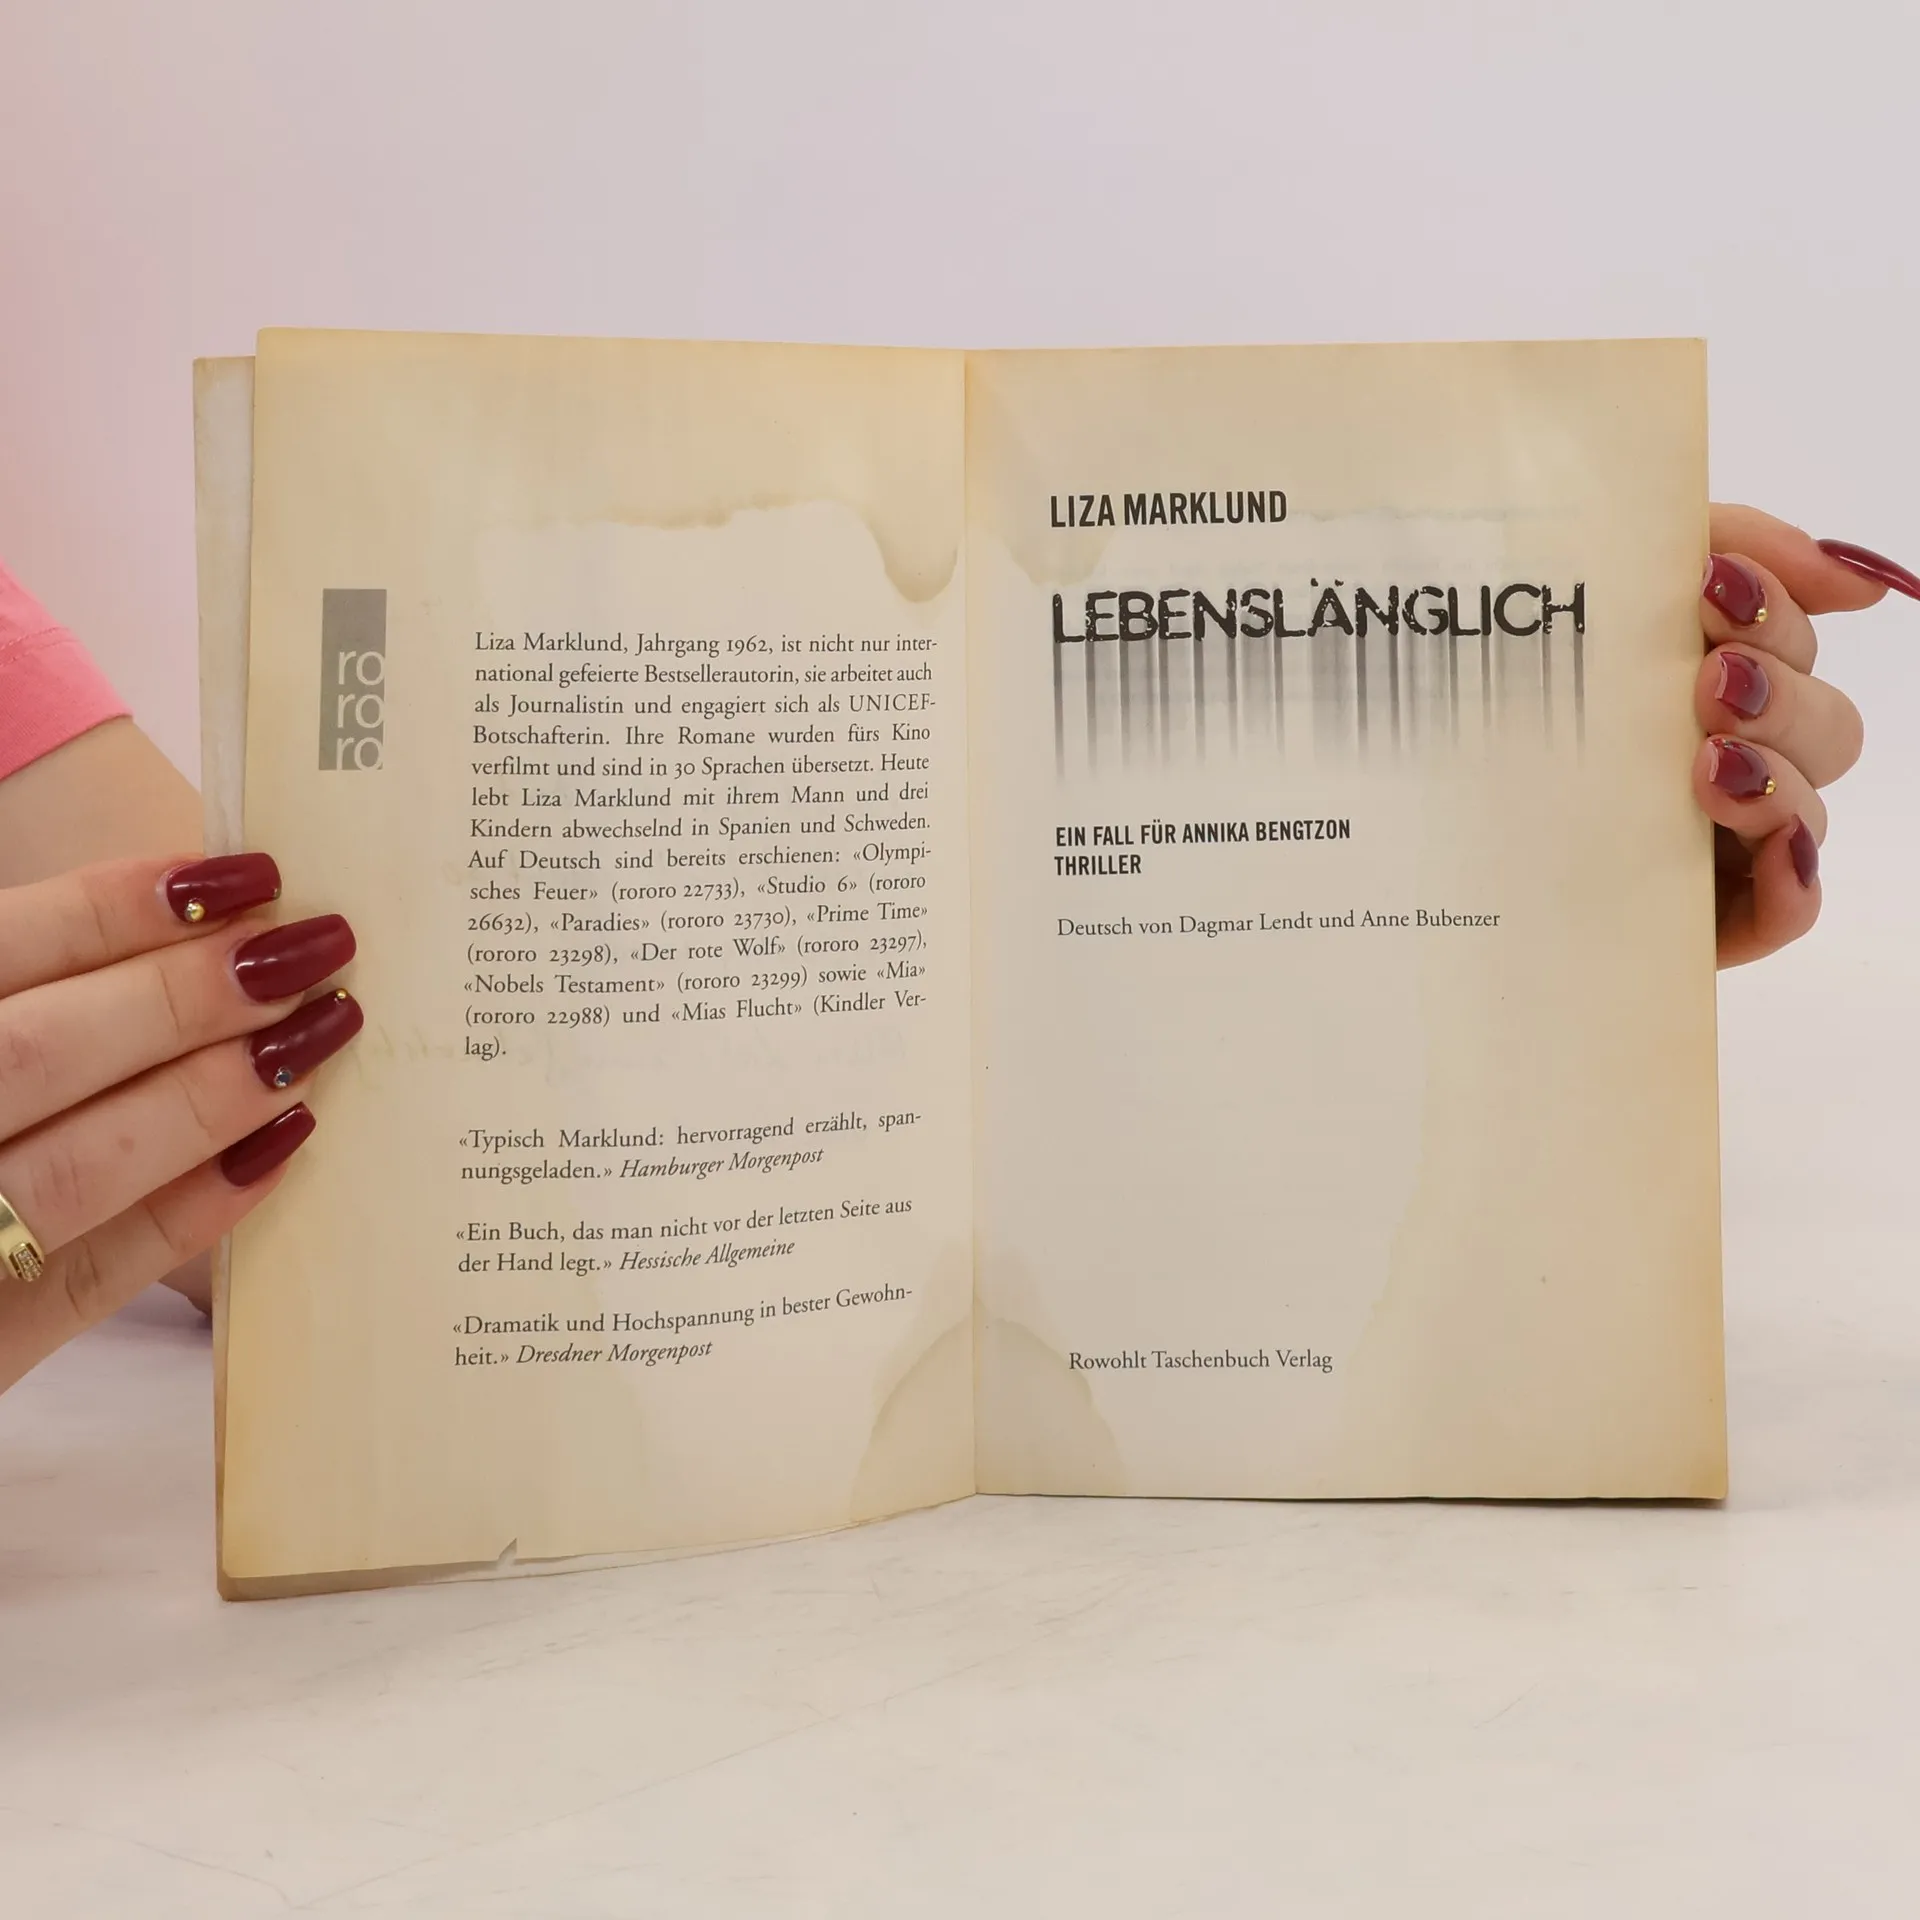 ro
ro
ro
Liza Marklund, Jahrgang 1962, ist nicht nur inter-
national gefeierte Bestsellerautorin, sie arbeitet auch
als Journalistin und engagiert sich als UNICEF-
Botschafterin. Ihre Romane wurden fürs Kino
verfilmt und sind in 30 Sprachen übersetzt. Heute
lebt Liza Marklund mit ihrem Mann und drei
Kindern abwechselnd in Spanien und Schweden.
Auf Deutsch sind bereits erschienen: «Olympi-
sches Feuer» (rororo 22733), «Studio 6» (rororo
26632), «Paradies» (rororo 23730), «Prime Time»
(rororo 23298), «Der rote Wolf» (rororo 23297),
«Nobels Testament» (rororo 23299) sowie «Mia»
(rororo 22988) und «Mias Flucht» (Kindler Ver-
lag).
«Typisch Marklund: hervorragend erzählt, span-
nungsgeladen.» Hamburger Morgenpost
«Ein Buch, das man nicht vor der letzten Seite aus
der Hand legt.» Hessische Allgemeine
«Dramatik und Hochspannung in bester Gewohn-
heit.» Dresdner Morgenpost
LIZA MARKLUND
LEBENSLÄNGLICH
EIN FALL FÜR ANNIKA BENGTZON
THRILLER
Deutsch von Dagmar Lendt und Anne Bubenzer
Rowohlt Taschenbuch Verlag